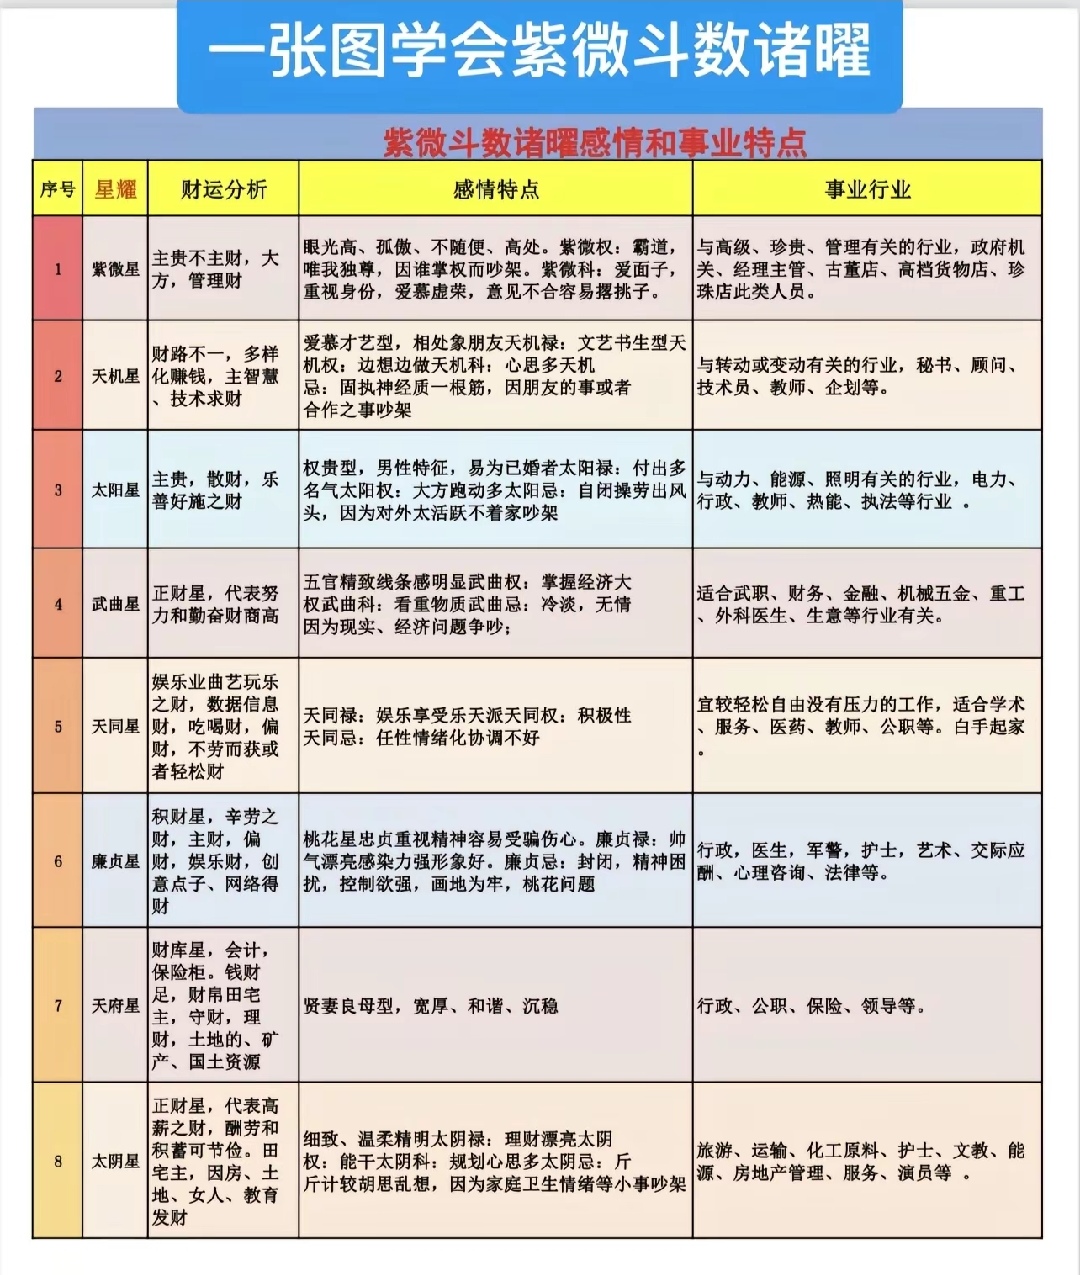 一张图学会紫微斗数诸曜
紫微斗数诸曜感情和事业特点
序号
星耀
财运分析
感情特点
事业行业
1
紫微星
主贵不主财，大
方，管理财
眼光高、孤傲、不随便、高处。紫微权：霸道，
唯我独尊，因谁掌权而吵架。紫微科：爱面子，
重视身份，爱慕虚荣，意见不合容易撂挑子。
与高级、珍贵、管理有关的行业，政府机
关、经理主管、古董店、高档货物店、珍
珠店此类人员。
2
天机星
财路不一，多样
化赚钱，主智慧
、技术求财
爱慕才艺型，相处象朋友天机禄：文艺书生型天
机权：边想边做天机科：心思多天机
忌：固执神经质一根筋，因朋友的事或者
合作之事吵架
与转动或变动有关的行业，秘书、顾问、
技术员、教师、企划等。
3
太阳星
主贵，散财，乐
善好施之财
权贵型，男性特征，易为已婚者太阳禄：付出多
名气太阳权：大方跑动多太阳忌：自闭操劳出风
头，因为对外太活跃不着家吵架
与动力、能源、照明有关的行业，电力、
行政、教师、热能、执法等行业 。
4
武曲星
正财星，代表努
力和勤奋财商高
五官精致线条感明显武曲权：掌握经济大
权武曲科：看重物质武曲忌：冷淡，无情
因为现实、经济问题争吵；
适合武职、财务、金融、机械五金、重工
、外科医生、生意等行业有关。
5
天同星
娱乐业曲艺玩乐
之财，数据信息
财，吃喝财，偏
财，不劳而获或
者轻松财
天同禄：娱乐享受乐天派天同权：积极性
天同忌：任性情绪化协调不好
宜较轻松自由没有压力的工作，适合学术
、服务、医药、教师、公职等。白手起家
。
6
廉贞星
积财星，辛劳之
财，主财，偏
财，娱乐财，创
意点子、网络得
财
桃花星忠贞重视精神容易受骗伤心。廉贞禄：帅
气漂亮感染力强形象好。廉贞忌：封闭，精神困
扰，控制欲强，画地为牢，桃花问题
行政，医生，军警，护士，艺术、交际应
酬、心理咨询、法律等。
7
天府星
财库星，会计，
保险柜。钱财
足，财帛田宅
主，守财，理
财，土地的、矿
产、国土资源
贤妻良母型，宽厚、和谐、沉稳
行政、公职、保险、领导等。
8
太阴星
正财星，代表高
薪之财，酬劳和
积蓄可节俭。田
宅主，因房、土
地、女人、教育
发财
细致、温柔精明太阴禄：理财漂亮太阴
权：能干太阴科：规划心思多太阴忌：斤
斤计较胡思乱想，因为家庭卫生情绪等小事吵架
旅游、运输、化工原料、护士、文教、能
源、房地产管理、服务、演员等 。